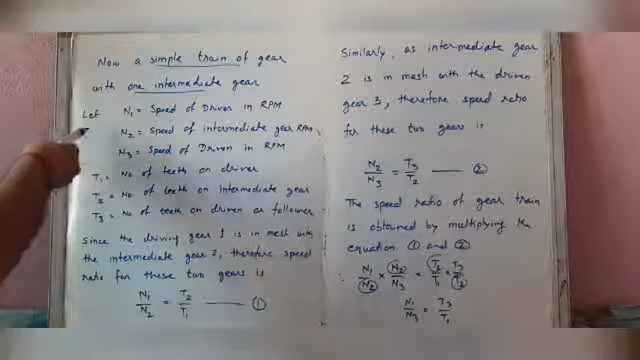 Now a simple train of gear
with one intermediate gear
Let N₁ = Speed of Driver in RPM
N₂ = Speed of intermediate gear RPM
N₃ = Speed of Driven in RPM
T₁ = No of teeth on driver
T₂ = No of teeth on intermediate gear
T₃ = No of teeth on driven or follower
Since the driving gear 1 is in mesh with
the intermediate gear 2, therefore speed
ratio for these two gears is
N₁/N₂ = T₂/T₁ —— ①
Similarly, as intermediate gear
2 is in mesh with the driven
gear 3, therefore speed ratio
for these two gears is
N₂/N₃ = T₃/T₂ —— ②
The speed ratio of gear train
is obtained by multiplying the
equation ① and ②
∴ N₁/N₂ × N₂/N₃ = T₂/T₁ × T₃/T₂
N₁/N₃ = T₃/T₁